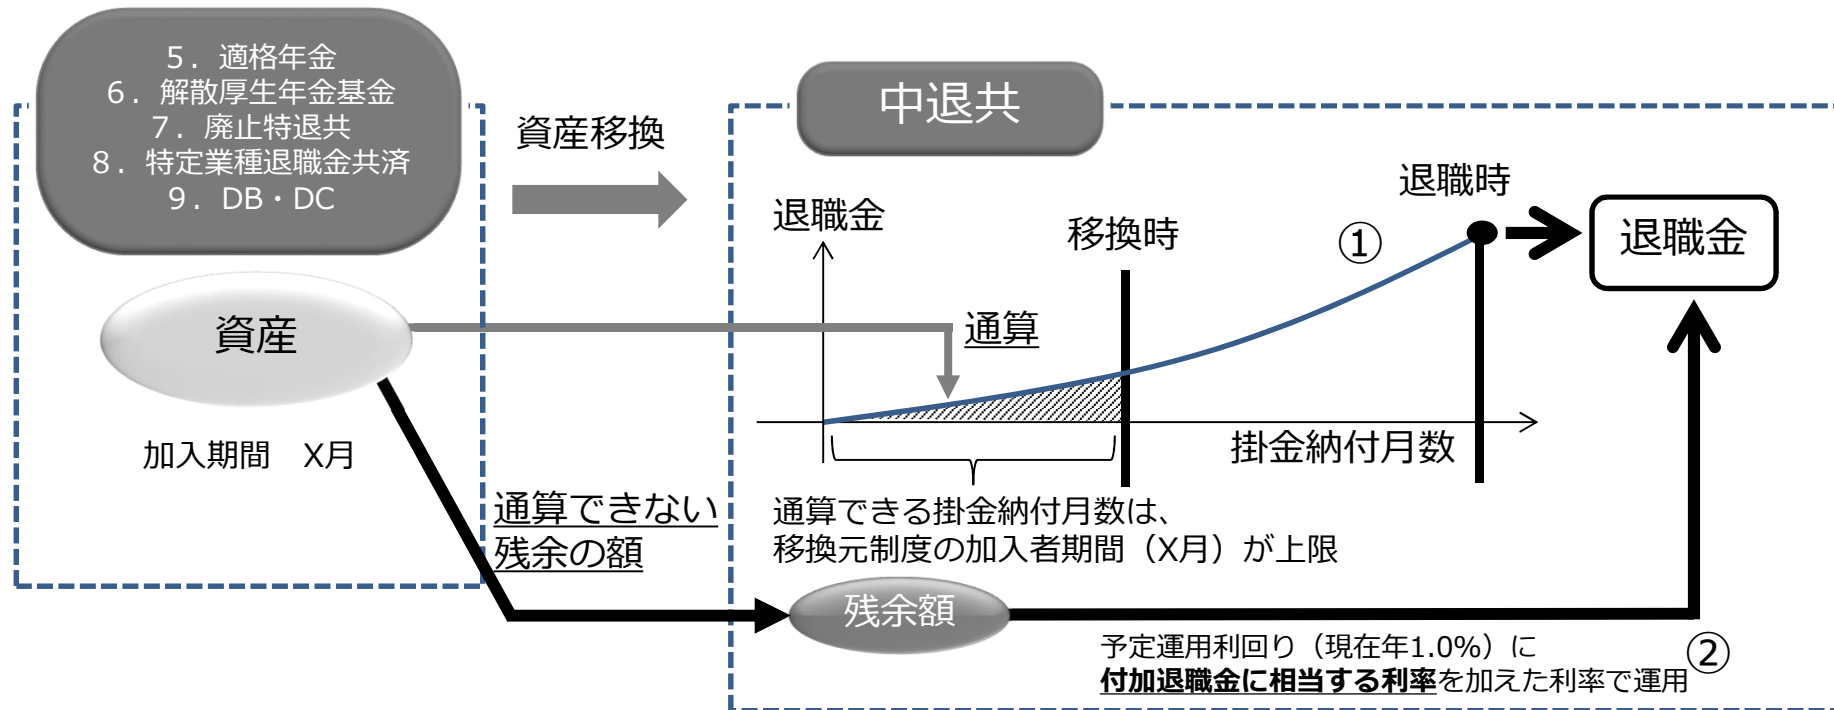 5．適格年金
6．解散厚生年金基金
7．廃止特退共
8．特定業種退職金共済
9．DB・DC
資産
加入期間　X月
資産移換
通算できない
残余の額
中退共
退職金
移換時
①
退職時
退職金
通算
掛金納付月数
通算できる掛金納付月数は、
移換元制度の加入者期間（X月）が上限
残余額
予定運用利回り（現在年1.0%）に
付加退職金に相当する利率を加えた利率で運用
②